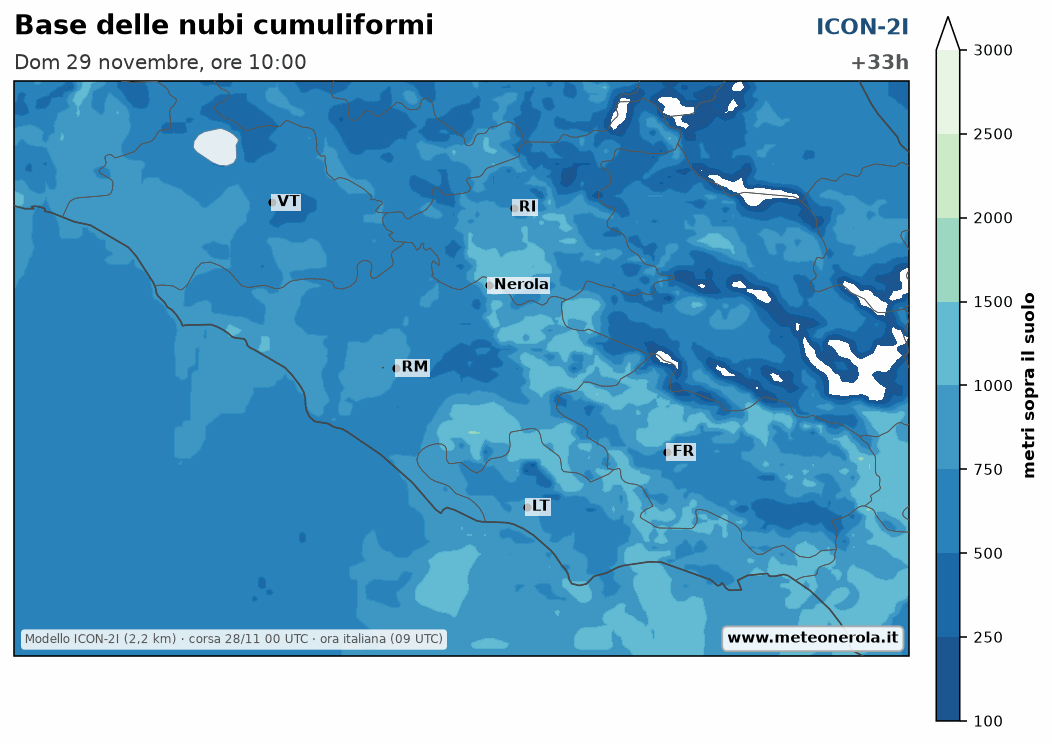 Base delle nubi cumuliformi
ICON-2I
Dom 29 novembre, ore 10:00
+33h
VT
RI
Nerola
RM
FR
LT
Modello ICON-2I (2,2 km) · corsa 28/11 00 UTC · ora italiana (09 UTC)
www.meteonerola.it
3000
2500
2000
1500
1000
750
500
250
100
metri sopra il suolo